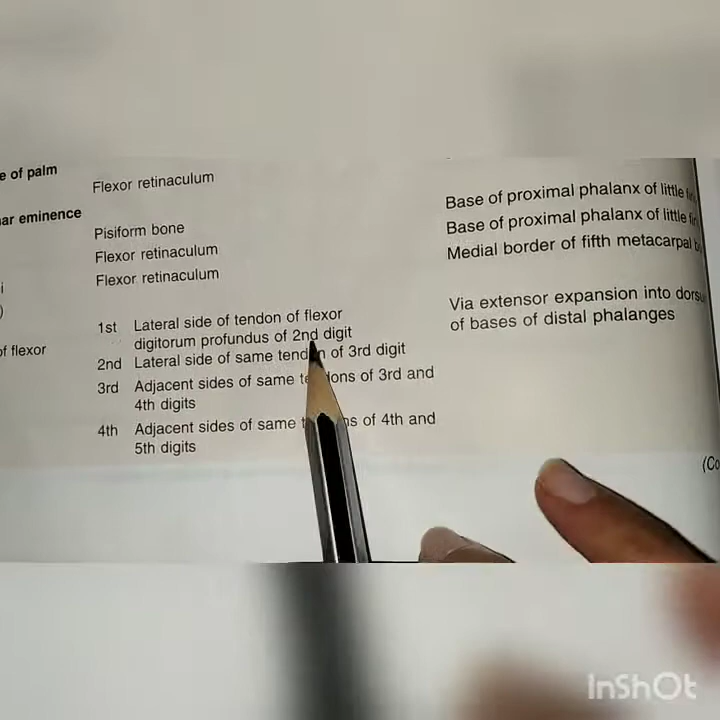 e of palm
Flexor retinaculum
ar eminence
Pisiform bone
Flexor retinaculum
Flexor retinaculum
i
)
of flexor
1st Lateral side of tendon of flexor
digitorum profundus of 2nd digit
2nd Lateral side of same tendon of 3rd digit
3rd Adjacent sides of same tendons of 3rd and
4th digits
4th Adjacent sides of same t ns of 4th and
5th digits
Base of proximal phalanx of little
Base of proximal phalanx of little
Medial border of fifth metacarpal
Via extensor expansion into dorsu
of bases of distal phalanges
(Co
InShOt